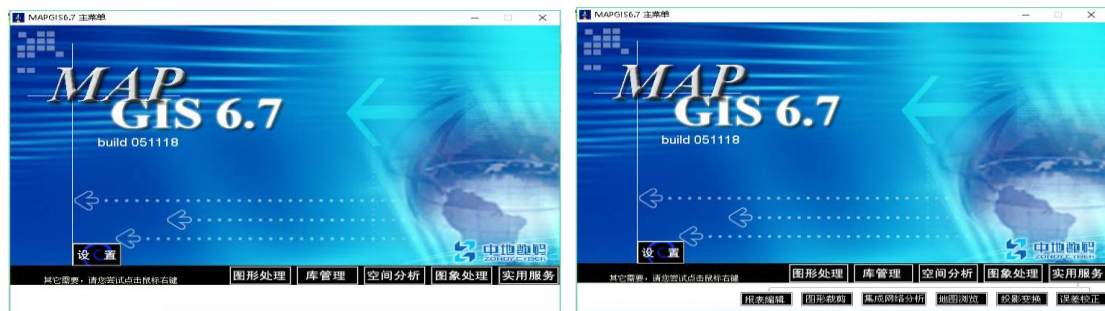 MAPGIS6.7 主菜单
MAP
GIS 6.7
build 051118
设 置
中地数码
ZONDY CYBER
其它需要，请您尝试点击鼠标右键
图形处理 库管理 空间分析 图象处理 实用服务
MAPGIS6.7 主菜单
MAP
GIS 6.7
build 051118
设 置
中地数码
ZONDY CYBER
其它需要，请您尝试点击鼠标右键
图形处理 库管理 空间分析 图象处理 实用服务
报表编辑 图形裁剪 集成网络分析 地图浏览 投影变换 误差校正